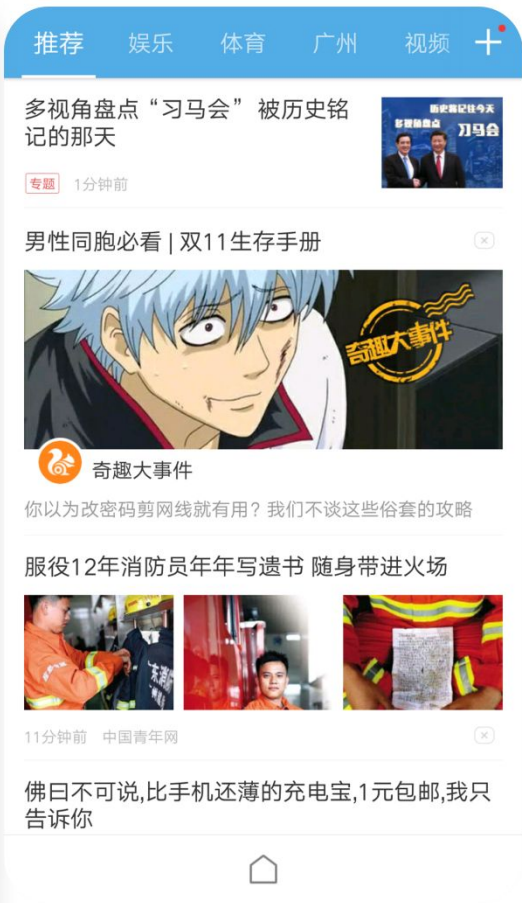 推荐 娱乐 体育 广州 视频
多视角盘点“习马会”被历史铭
记的那天
专题 1分钟前
历史需记住今天
多视角盘点
习马会
男性同胞必看 | 双11生存手册
奇趣大事件
奇趣大事件
你以为改密码剪网线就有用？我们不谈这些俗套的攻略
服役12年消防员年年写遗书 随身带进火场
东消防
11分钟前 中国青年网
佛曰不可说,比手机还薄的充电宝,1元包邮,我只
告诉你